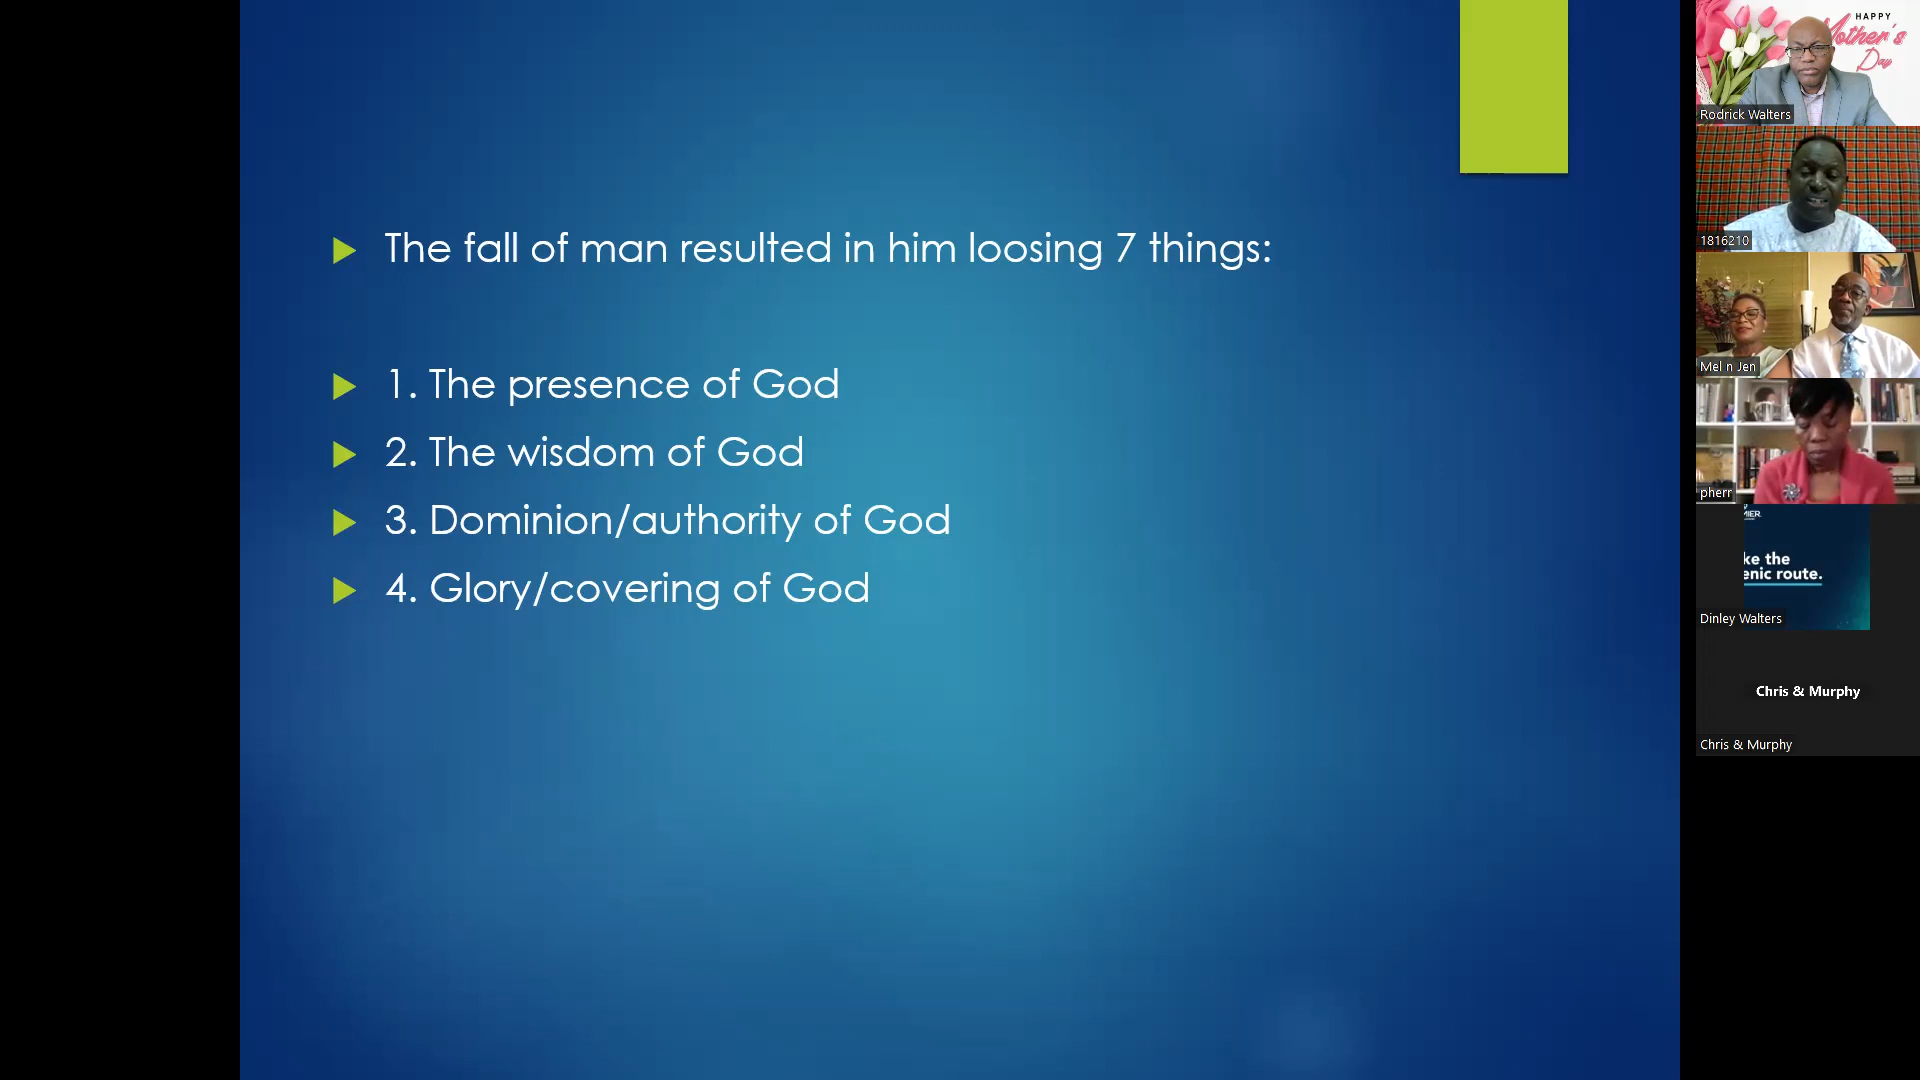 The fall of man resulted in him loosing 7 things:
1. The presence of God
2. The wisdom of God
3. Dominion/authority of God
4. Glory/covering of God
HAPPY
Mother's
Day
Rodrick Walters
1816210
Mel n Jen
pherr
MIER
ke the
enic route.
Dinley Walters
Chris & Murphy
Chris & Murphy